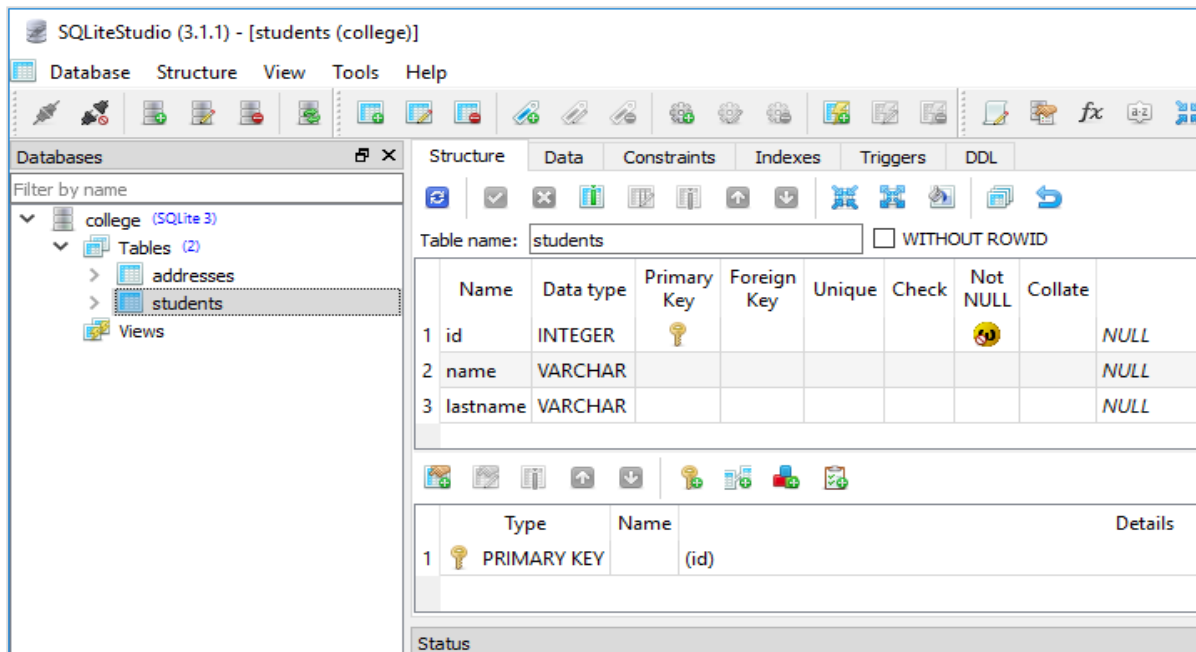 SQLiteStudio (3.1.1) - [students (college)]
Database Structure View Tools Help
fx a-z
Databases
Filter by name
college (SQLite 3)
Tables (2)
addresses
students
Views
Structure Data Constraints Indexes Triggers DDL
Table name: students WITHOUT ROWID
Name Data type Primary Key Foreign Key Unique Check Not NULL Collate
1 id INTEGER NULL
2 name VARCHAR NULL
3 lastname VARCHAR NULL
Type Name Details
1 PRIMARY KEY (id)
Status